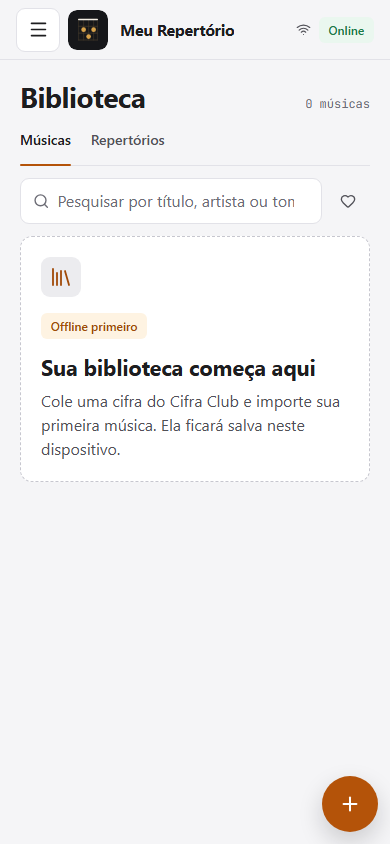 Meu Repertório
Online
Biblioteca
0 músicas
Músicas
Repertórios
Pesquisar por título, artista ou ton
Offline primeiro
Sua biblioteca começa aqui
Cole uma cifra do Cifra Club e importe sua
primeira música. Ela ficará salva neste
dispositivo.